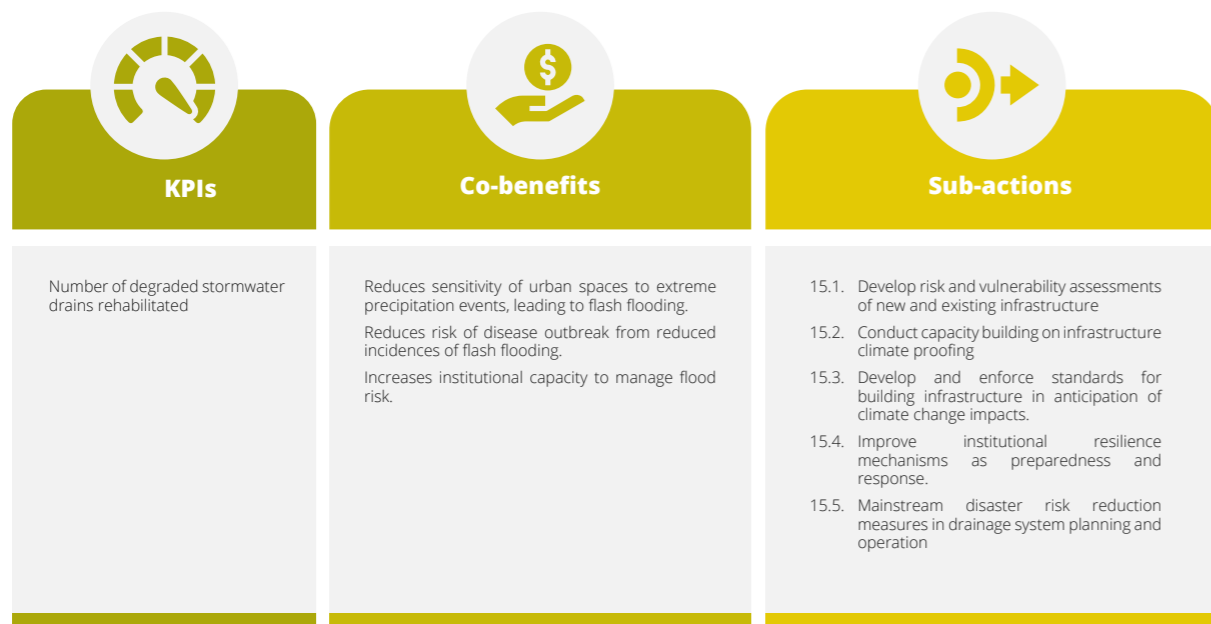 KPIs
Number of degraded stormwater
drains rehabilitated
Co-benefits
Reduces sensitivity of urban spaces to extreme
precipitation events, leading to flash flooding.
Reduces risk of disease outbreak from reduced
incidences of flash flooding.
Increases institutional capacity to manage flood
risk.
Sub-actions
15.1. Develop risk and vulnerability assessments
of new and existing infrastructure
15.2. Conduct capacity building on infrastructure
climate proofing
15.3. Develop and enforce standards for
building infrastructure in anticipation of
climate change impacts.
15.4. Improve institutional resilience
mechanisms as preparedness and
response.
15.5. Mainstream disaster risk reduction
measures in drainage system planning and
operation